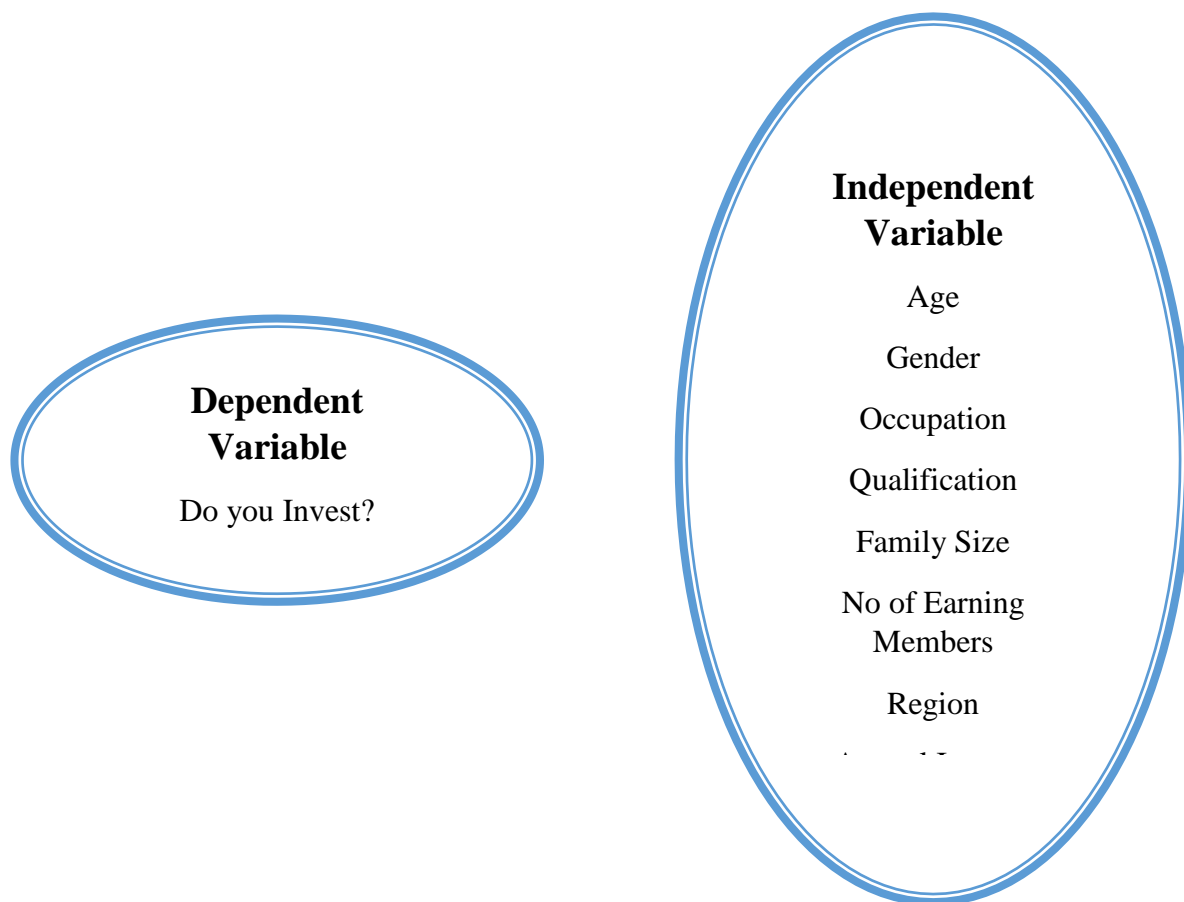 Dependent
Variable
Do you Invest?
Independent
Variable
Age
Gender
Occupation
Qualification
Family Size
No of Earning
Members
Region